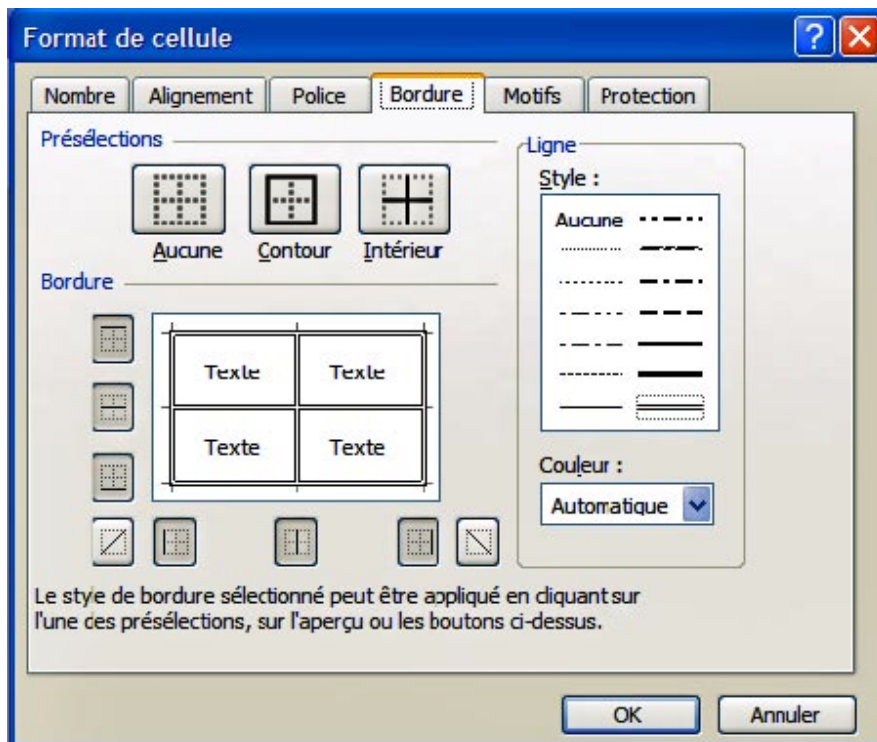 Format de cellule
Nombre Alignement Police Bordure Motifs Protection
Présélections
Aucune Contour Intérieur
Bordure
Texte Texte
Texte Texte
Ligne
Style :
Aucune
Couleur :
Automatique
Le style de bordure sélectionné peut être appliqué en cliquant sur
l'une des présélections, sur l'aperçu ou les boutons ci-dessus.
OK Annuler